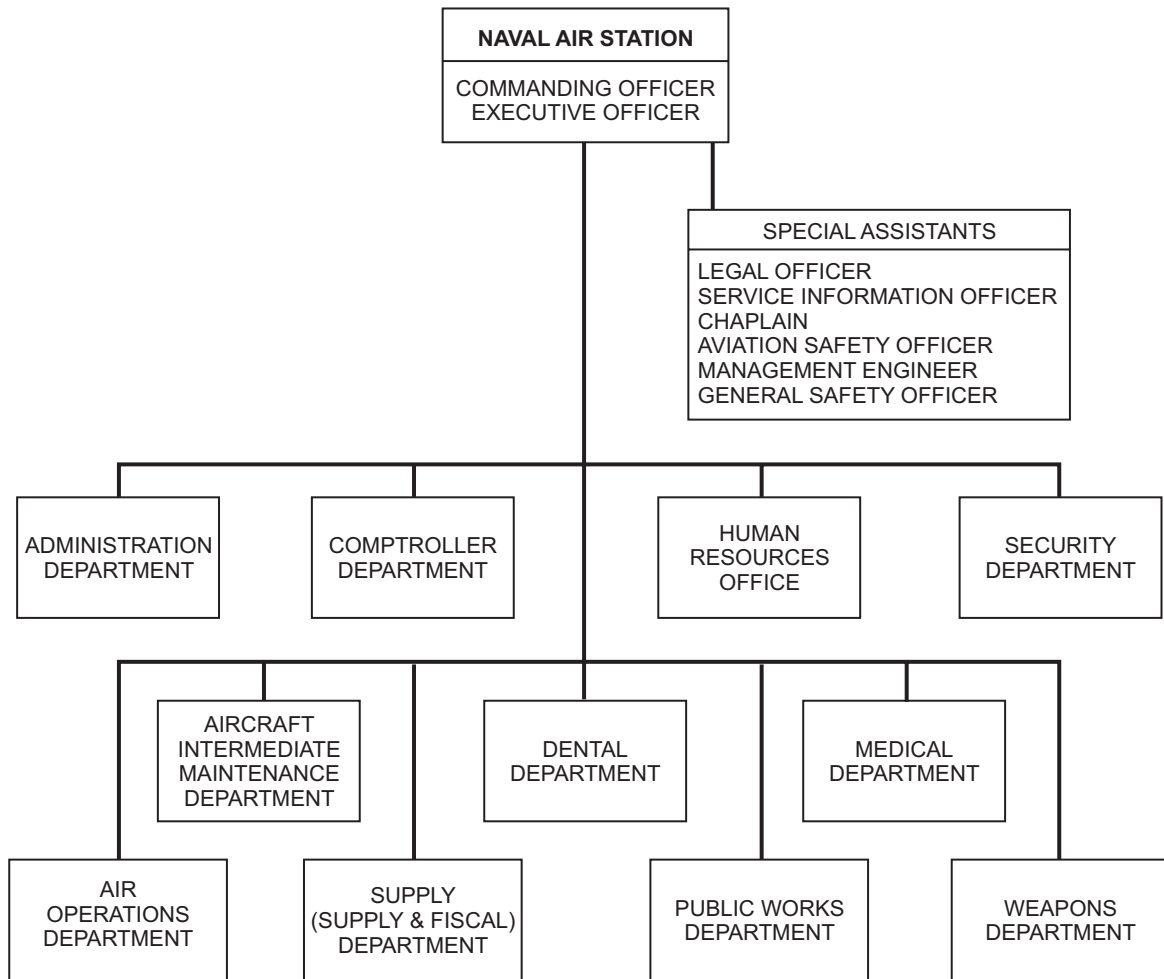 NAVAL AIR STATION
COMMANDING OFFICER
EXECUTIVE OFFICER
SPECIAL ASSISTANTS
LEGAL OFFICER
SERVICE INFORMATION OFFICER
CHAPLAIN
AVIATION SAFETY OFFICER
MANAGEMENT ENGINEER
GENERAL SAFETY OFFICER
ADMINISTRATION
DEPARTMENT
COMPTROLLER
DEPARTMENT
HUMAN
RESOURCES
OFFICE
SECURITY
DEPARTMENT
AIRCRAFT
INTERMEDIATE
MAINTENANCE
DEPARTMENT
DENTAL
DEPARTMENT
MEDICAL
DEPARTMENT
AIR
OPERATIONS
DEPARTMENT
SUPPLY
(SUPPLY & FISCAL)
DEPARTMENT
PUBLIC WORKS
DEPARTMENT
WEAPONS
DEPARTMENT